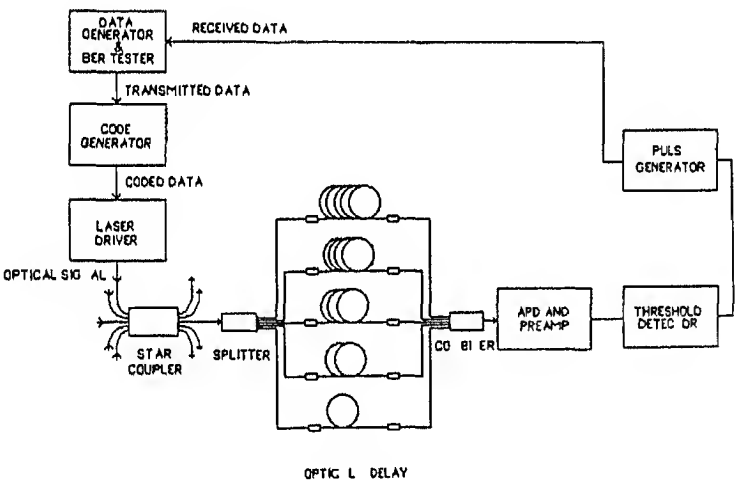 DATA
GENERATOR
&
BER TESTER
RECEIVED DATA
TRANSMITTED DATA
CODE
GENERATOR
CODED DATA
LASER
DRIVER
OPTICAL SIG AL
STAR
COUPLER
SPLITTER
CO BI ER
APD AND
PREAMP
THRESHOLD
DETEC OR
PULS
GENERATOR
OPTIC L DELAY